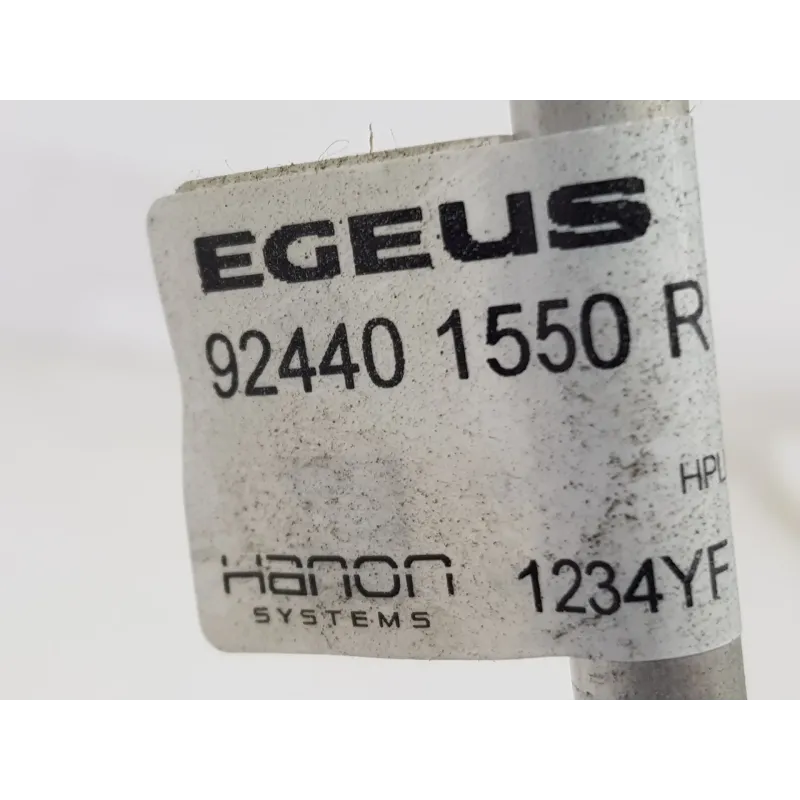 EGEUS
92440 1550 R
HPL
Hanon 1234YF
SYSTEMS